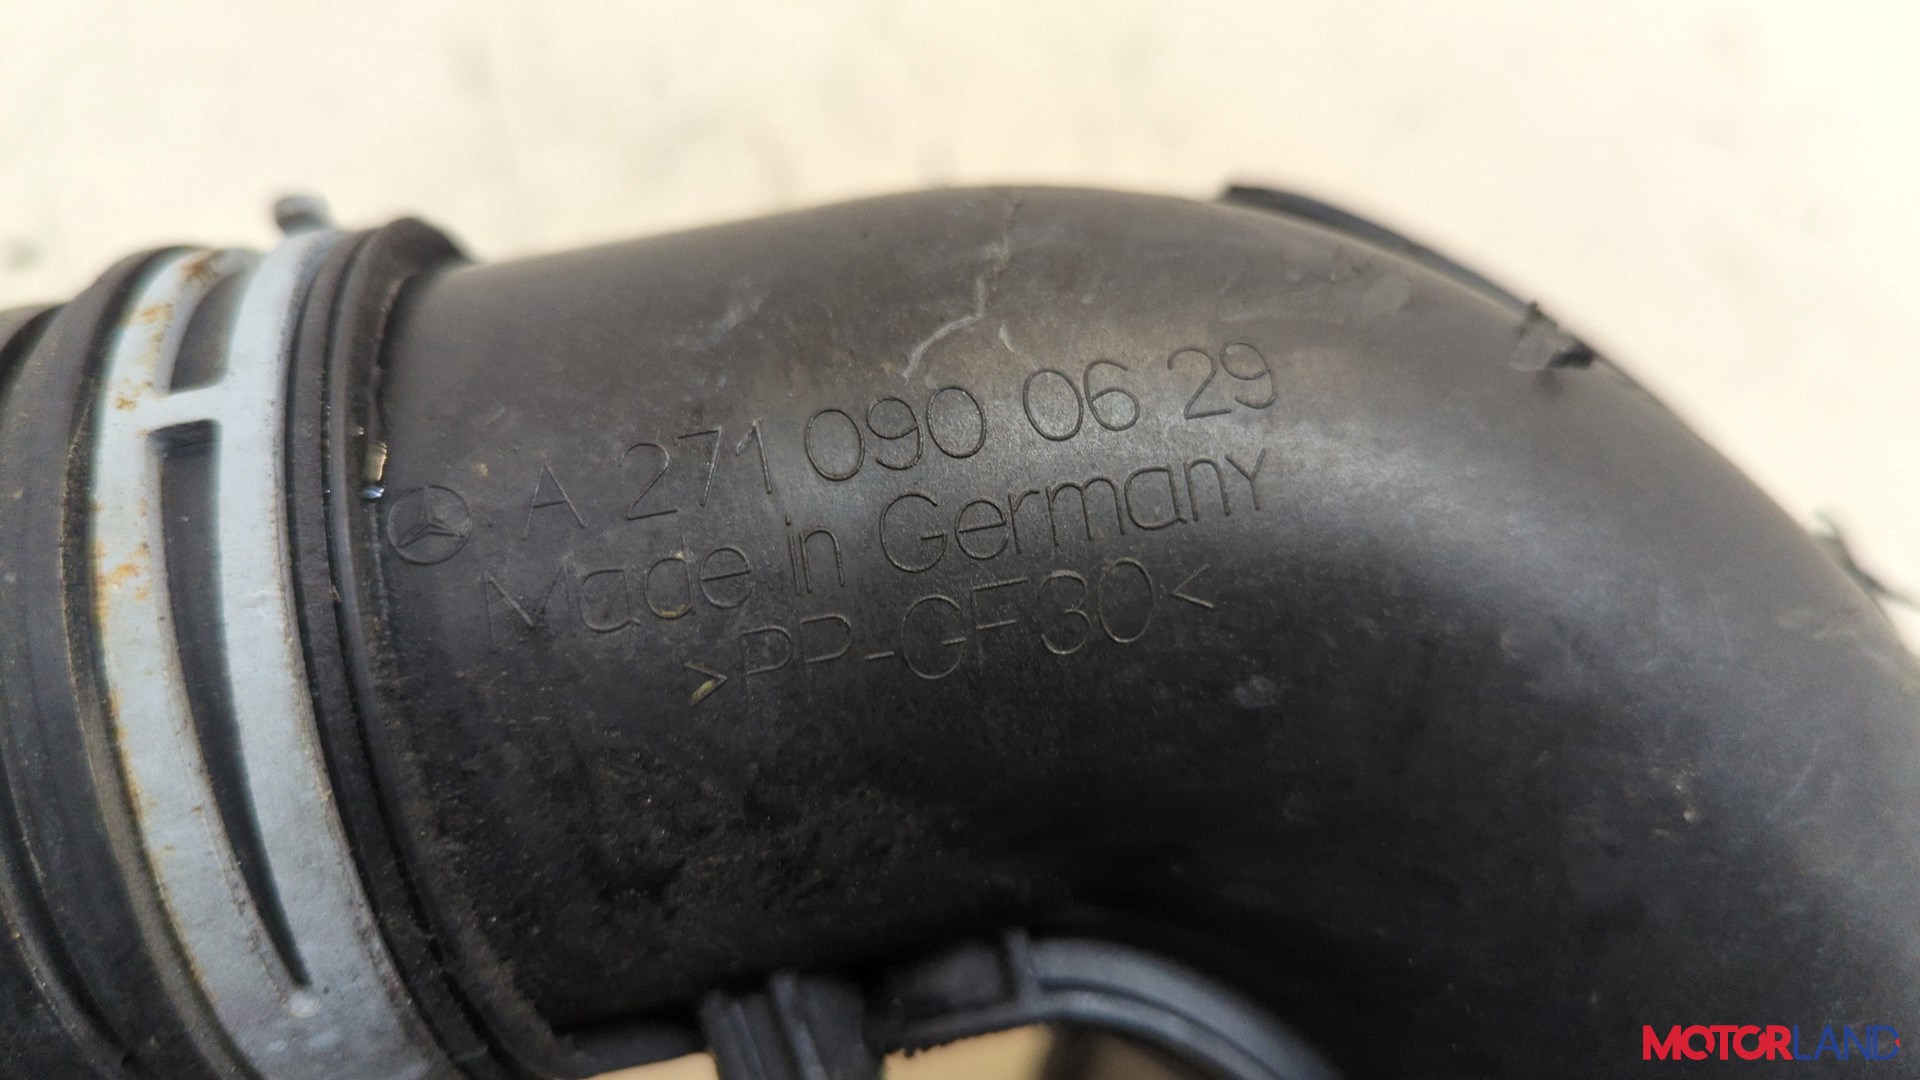 A 271 090 06 29
Made in Germany
>PP-GF30<
MOTORLAND